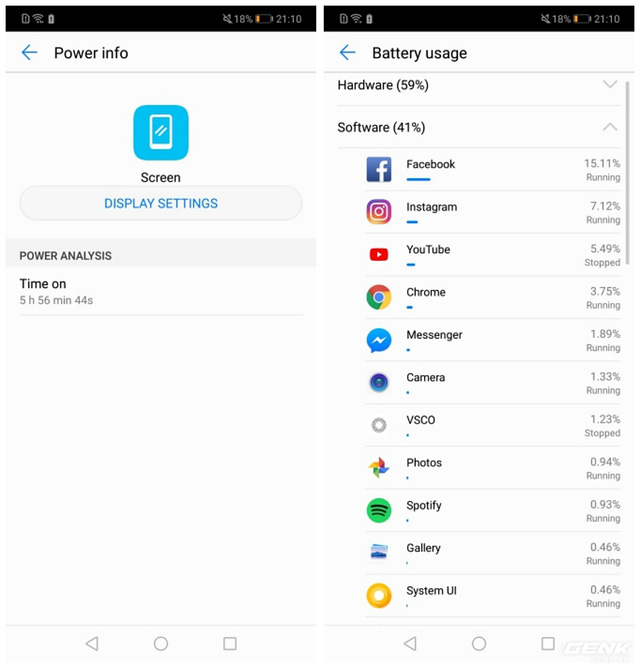 18% 21:10
Power info
Screen
DISPLAY SETTINGS
POWER ANALYSIS
Time on
5 h 56 min 44s
18% 21:10
Battery usage
Hardware (59%)
Software (41%)
Facebook 15.11%
Running
Instagram 7.12%
Running
YouTube 5.49%
Stopped
Chrome 3.75%
Running
Messenger 1.89%
Running
Camera 1.33%
Running
VSCO 1.23%
Stopped
Photos 0.94%
Running
Spotify 0.93%
Running
Gallery 0.46%
Running
System UI 0.46%
Running
GENK